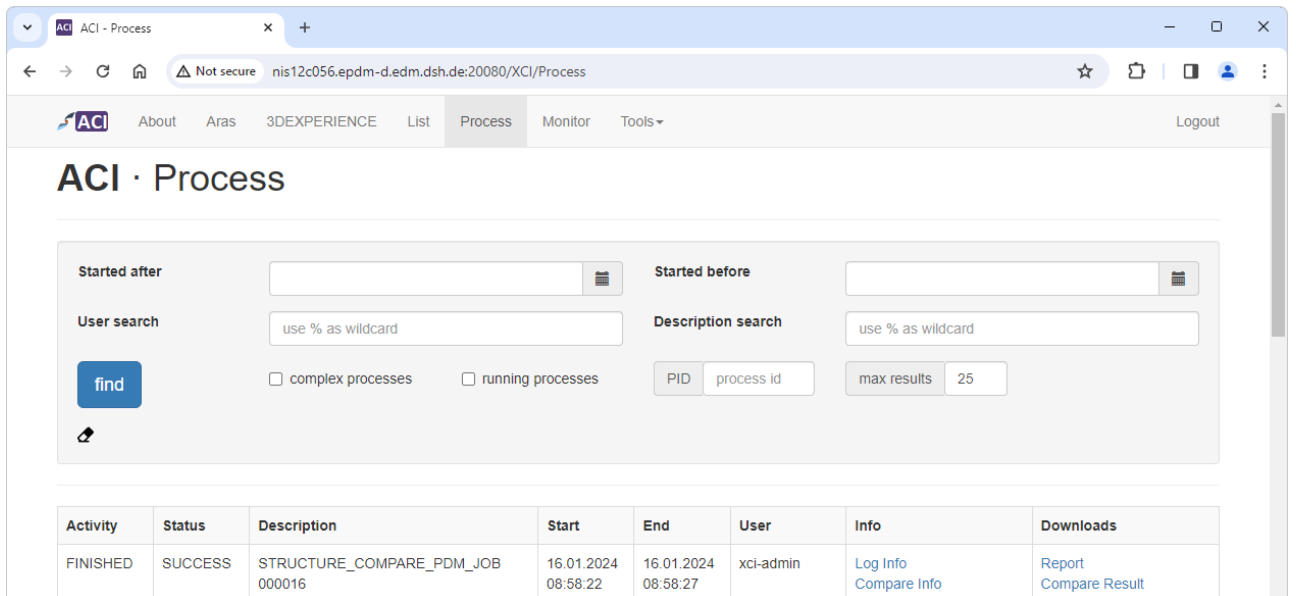 ACI ACI - Process
Not secure nis12c056.epdm-d.edm.dsh.de:20080/XCI/Process
ACI About Aras 3DEXPERIENCE List Process Monitor Tools Logout
ACI · Process
Started after Started before
User search use % as wildcard Description search use % as wildcard
find complex processes running processes PID process id max results 25
Activity Status Description Start End User Info Downloads
FINISHED SUCCESS STRUCTURE_COMPARE_PDM_JOB 16.01.2024 16.01.2024 xci-admin Log Info Report
000016 08:58:22 08:58:27 Compare Info Compare Result